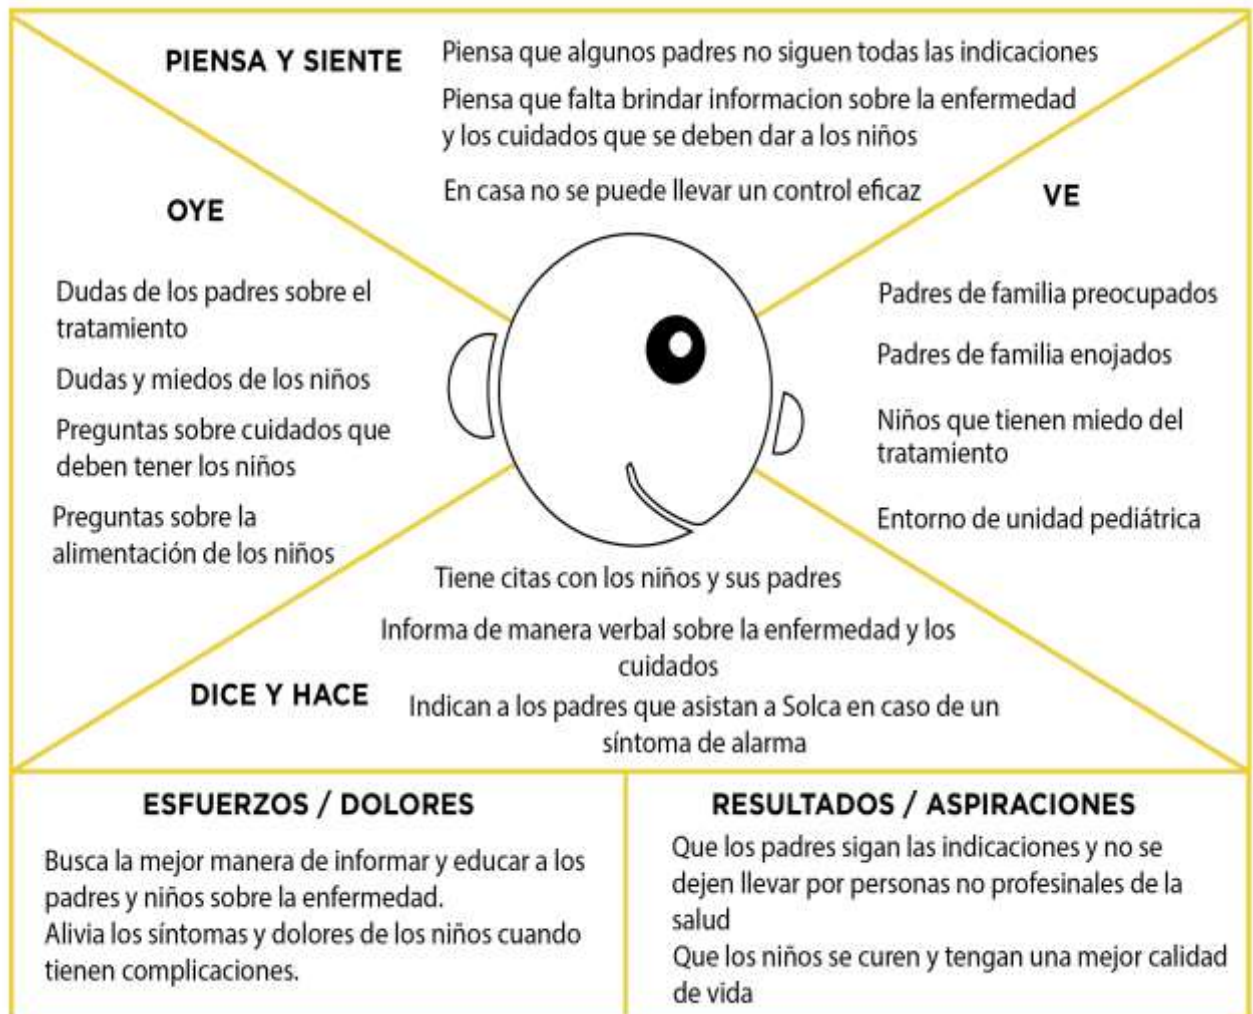 PIENSA Y SIENTE
Piensa que algunos padres no siguen todas las indicaciones
Piensa que falta brindar informacion sobre la enfermedad
y los cuidados que se deben dar a los niños
En casa no se puede llevar un control eficaz
OYE
Dudas de los padres sobre el
tratamiento
Dudas y miedos de los niños
Preguntas sobre cuidados que
deben tener los niños
Preguntas sobre la
alimentación de los niños
VE
Padres de familia preocupados
Padres de familia enojados
Niños que tienen miedo del
tratamiento
Entorno de unidad pediátrica
DICE Y HACE
Tiene citas con los niños y sus padres
Informa de manera verbal sobre la enfermedad y los
cuidados
Indican a los padres que asistan a Solca en caso de un
síntoma de alarma
ESFUERZOS / DOLORES
Busca la mejor manera de informar y educar a los
padres y niños sobre la enfermedad.
Alivia los síntomas y dolores de los niños cuando
tienen complicaciones.
RESULTADOS / ASPIRACIONES
Que los padres sigan las indicaciones y no se
dejen llevar por personas no profesinales de la
salud
Que los niños se curen y tengan una mejor calidad
de vida